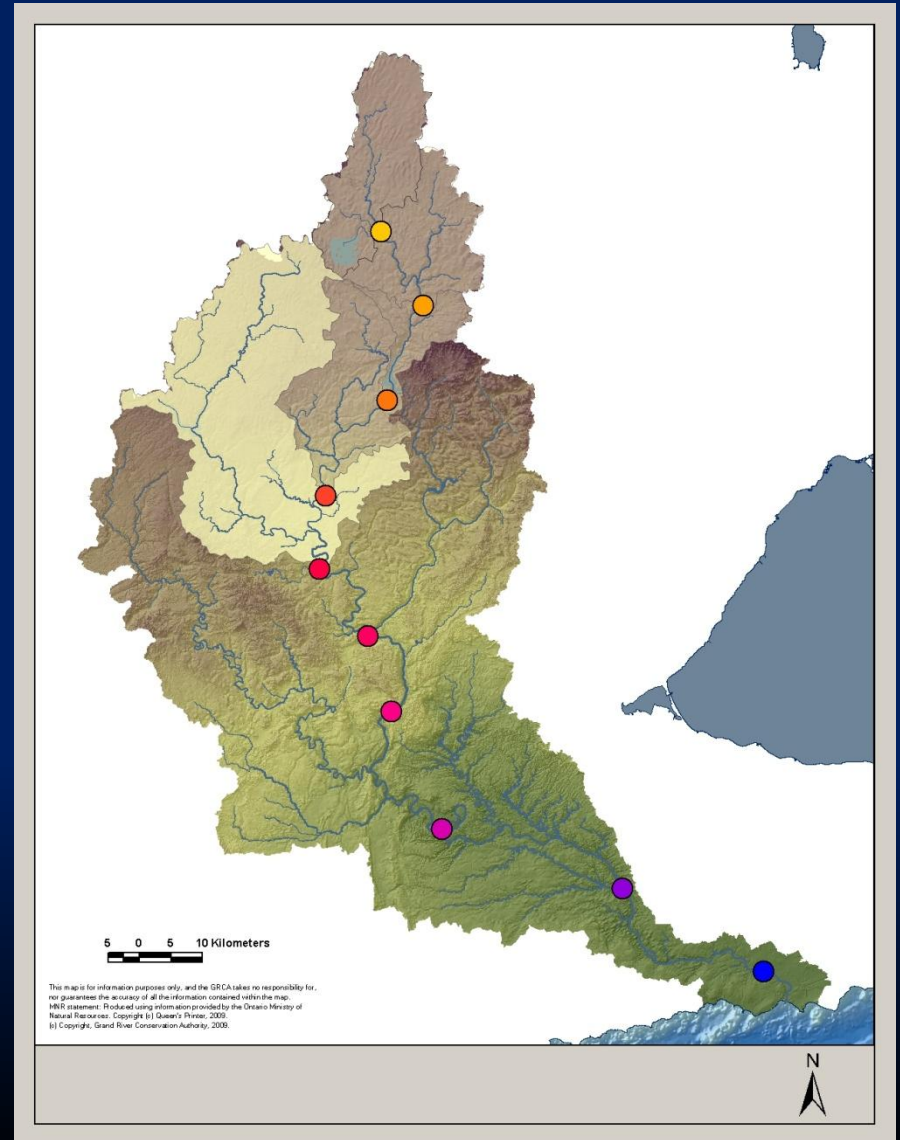 5 0 5 10 Kilometers
This map is for information purposes only, and the GRCA takes no responsibility for,
nor guarantees the accuracy of all the information contained within the map.
MNR statement: Produced using information provided by the Ontario Ministry of
Natural Resources. Copyright (c) Queen's Printer, 2009.
(c) Copyright, Grand River Conservation Authority, 2009.
N